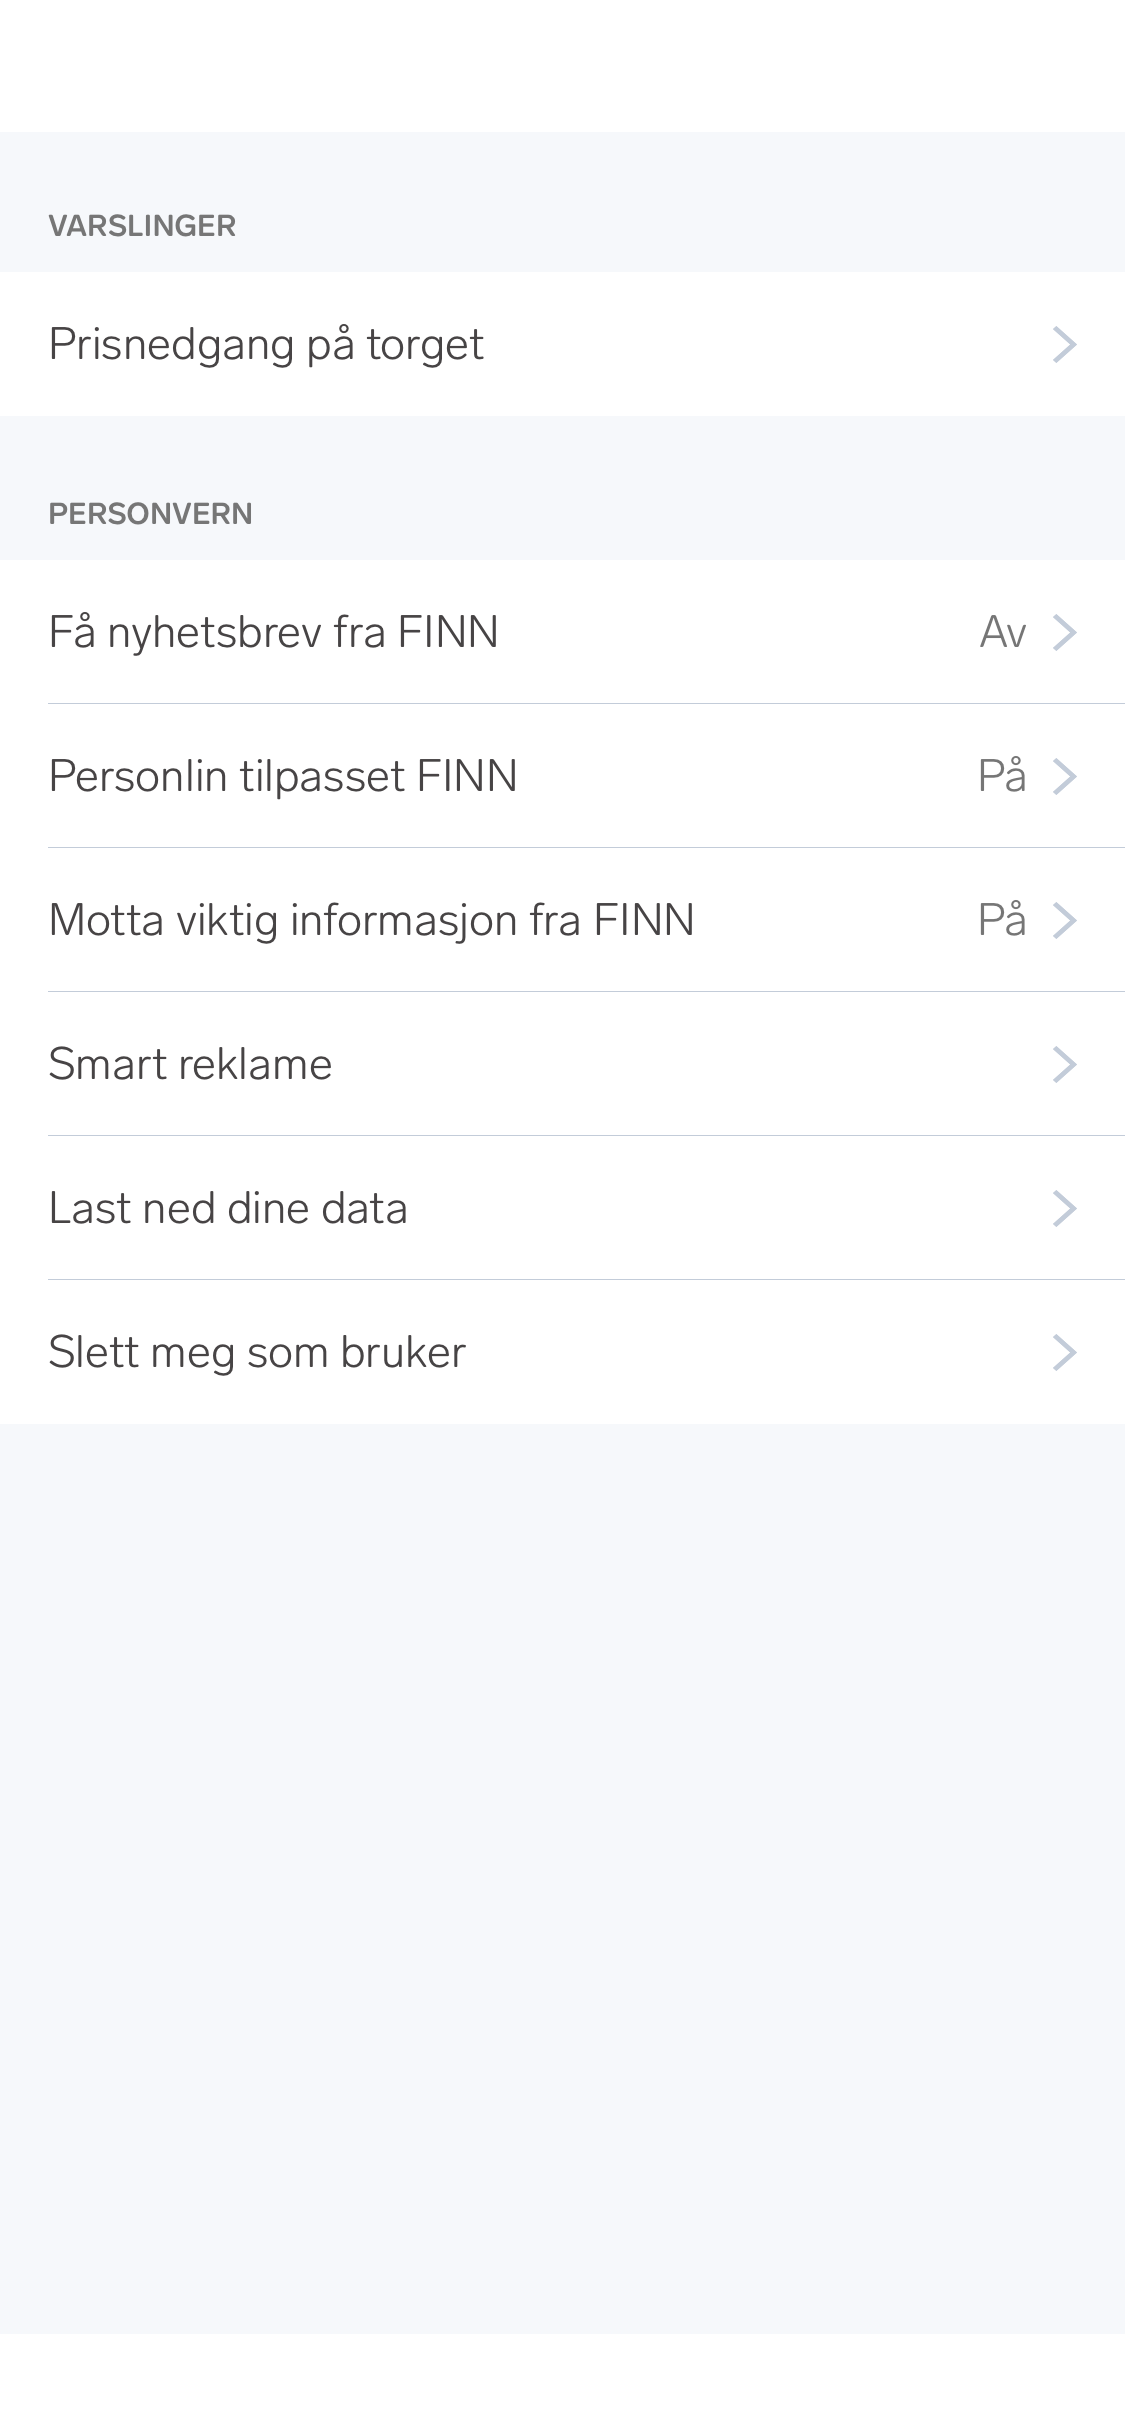 VARSLINGER
Prisnedgang på torget
PERSONVERN
Få nyhetsbrev fra FINN Av
Personlin tilpasset FINN På
Motta viktig informasjon fra FINN På
Smart reklame
Last ned dine data
Slett meg som bruker